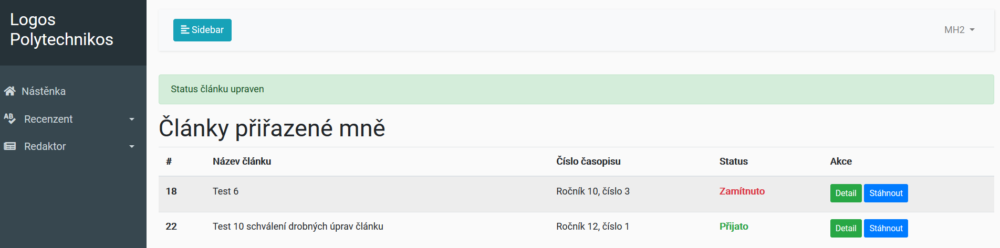 Logos
Polytechnikos
Sidebar
MH2
Nástěnka
AB Recenzent
Redaktor
Status článku upraven
Články přiřazené mně
# Název článku Číslo časopisu Status Akce
18 Test 6 Ročník 10, číslo 3 Zamítnuto Detail Stáhnout
22 Test 10 schválení drobných úprav článku Ročník 12, číslo 1 Přijato Detail Stáhnout